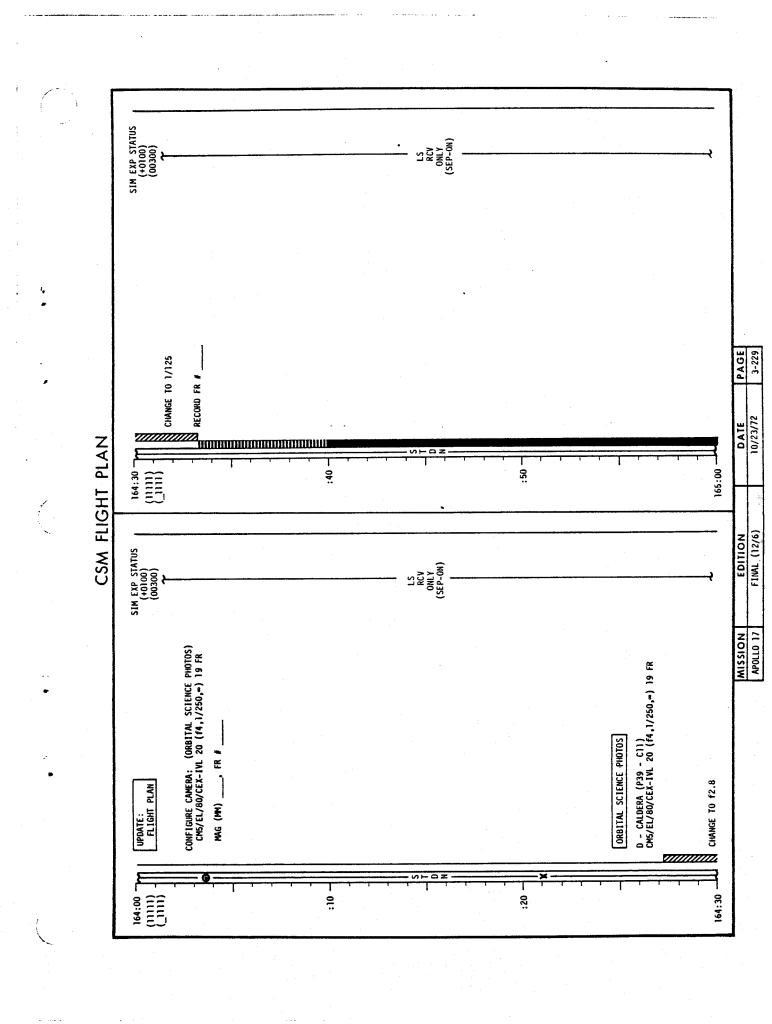 CSM FLIGHT PLAN
164:00
(11111)
(_1111)
:10
:20
164:30
S T D N
UPDATE:
FLIGHT PLAN
CONFIGURE CAMERA: (ORBITAL SCIENCE PHOTOS)
CM5/EL/80/CEX-IVL 20 (f4,1/250,∞) 19 FR
MAG (MM) ____, FR # ____
ORBITAL SCIENCE PHOTOS
D - CALDERA (P39 - C11)
CM5/EL/80/CEX-IVL 20 (f4,1/250,∞) 19 FR
CHANGE TO f2.8
SIM EXP STATUS
(+0100)
(00300)
LS
RCV
ONLY
(SEP-ON)
164:30
(11111)
(_1111)
:40
:50
165:00
S T D N
CHANGE TO 1/125
RECORD FR # ____
SIM EXP STATUS
(+0100)
(00300)
LS
RCV
ONLY
(SEP-ON)
MISSION EDITION DATE PAGE
APOLLO 17 FINAL (12/6) 10/23/72 3-229